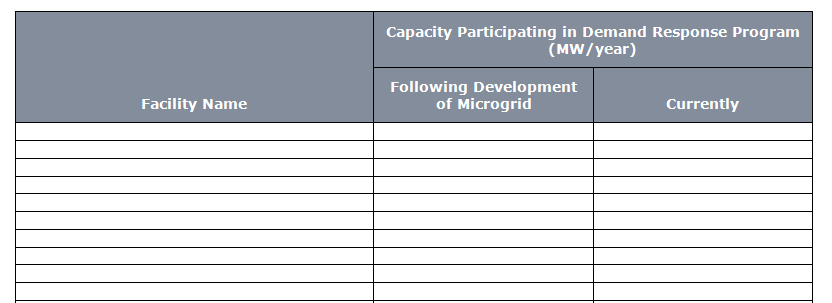 Capacity Participating in Demand Response Program
(MW/year)
Facility Name
Following Development
of Microgrid
Currently